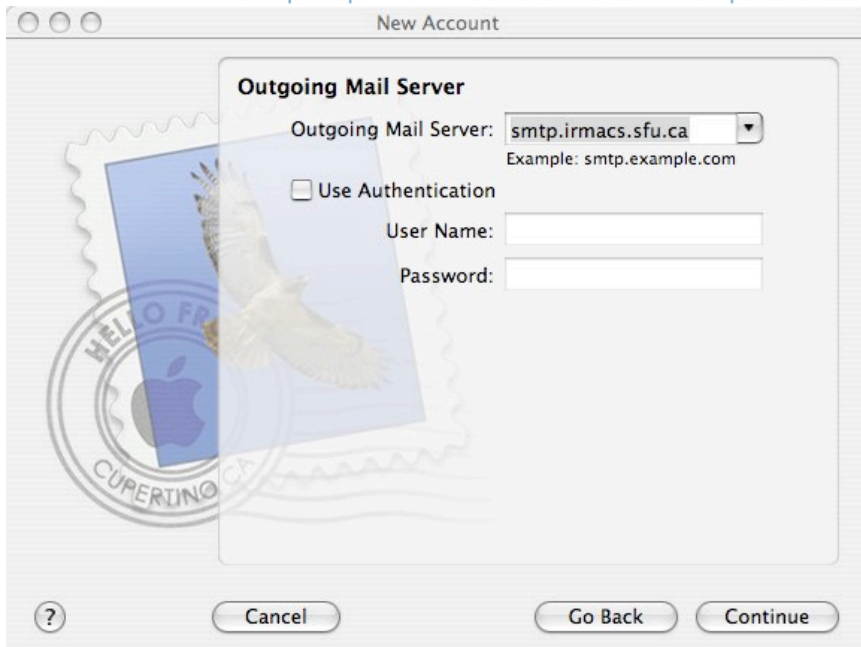 New Account
Outgoing Mail Server
Outgoing Mail Server: smtp.irmacs.sfu.ca
Example: smtp.example.com
Use Authentication
User Name:
Password:
HELLO FR
CUPERTINO CA
?
Cancel
Go Back
Continue